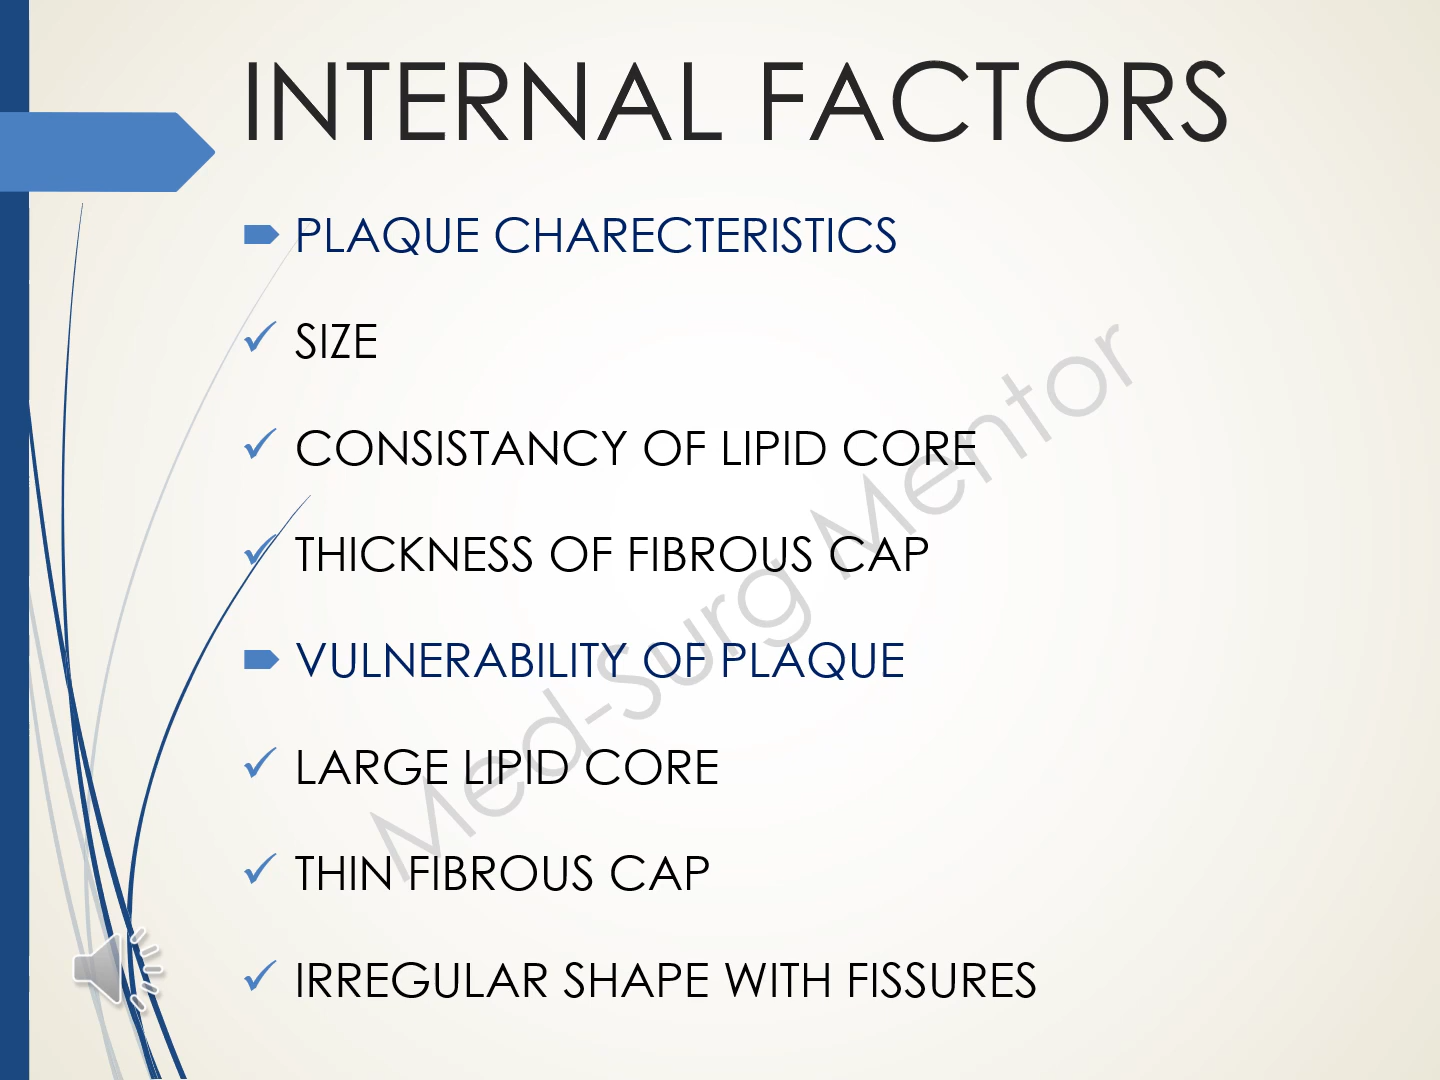 INTERNAL FACTORS
PLAQUE CHARECTERISTICS
SIZE
CONSISTANCY OF LIPID CORE
THICKNESS OF FIBROUS CAP
VULNERABILITY OF PLAQUE
LARGE LIPID CORE
THIN FIBROUS CAP
IRREGULAR SHAPE WITH FISSURES
Med-Surg Mentor